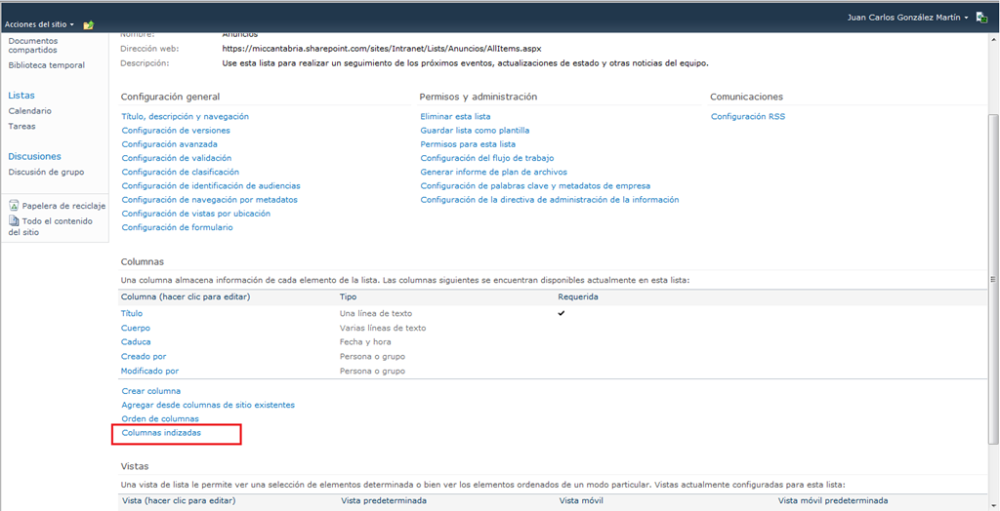 Juan Carlos González Martín
Acciones del sitio
Documentos
compartidos
Biblioteca temporal
Listas
Calendario
Tareas
Discusiones
Discusión de grupo
Papelera de reciclaje
Todo el contenido
del sitio
Nombre: Anuncios
Dirección web: https://miccantabria.sharepoint.com/sites/Intranet/Lists/Anuncios/AllItems.aspx
Descripción: Use esta lista para realizar un seguimiento de los próximos eventos, actualizaciones de estado y otras noticias del equipo.
Configuración general
Título, descripción y navegación
Configuración de versiones
Configuración avanzada
Configuración de validación
Configuración de clasificación
Configuración de identificación de audiencias
Configuración de navegación por metadatos
Configuración de vistas por ubicación
Configuración de formulario
Permisos y administración
Eliminar esta lista
Guardar lista como plantilla
Permisos para esta lista
Configuración del flujo de trabajo
Generar informe de plan de archivos
Configuración de palabras clave y metadatos de empresa
Configuración de la directiva de administración de la información
Comunicaciones
Configuración RSS
Columnas
Una columna almacena información de cada elemento de la lista. Las columnas siguientes se encuentran disponibles actualmente en esta lista:
Columna (hacer clic para editar) Tipo Requerida
Título Una línea de texto ✔
Cuerpo Varias líneas de texto
Caduca Fecha y hora
Creado por Persona o grupo
Modificado por Persona o grupo
Crear columna
Agregar desde columnas de sitio existentes
Orden de columnas
Columnas indizadas
Vistas
Una vista de lista le permite ver una selección de elementos determinada o bien ver los elementos ordenados de un modo particular. Vistas actualmente configuradas para esta lista:
Vista (hacer clic para editar) Vista predeterminada Vista móvil Vista móvil predeterminada